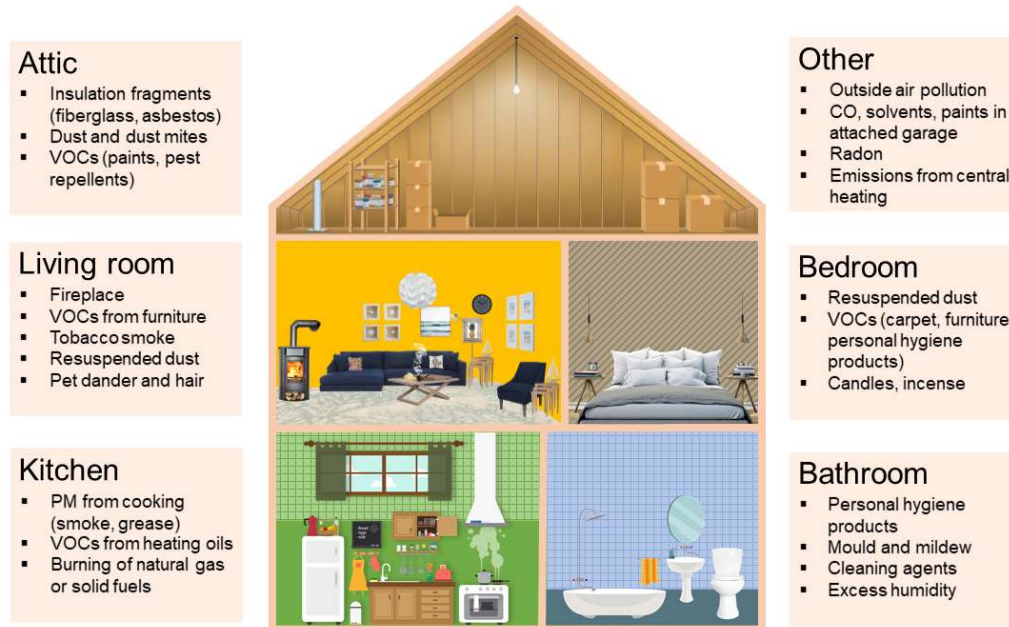 Attic
▪ Insulation fragments
(fiberglass, asbestos)
▪ Dust and dust mites
▪ VOCs (paints, pest
repellents)
Living room
▪ Fireplace
▪ VOCs from furniture
▪ Tobacco smoke
▪ Resuspended dust
▪ Pet dander and hair
Kitchen
▪ PM from cooking
(smoke, grease)
▪ VOCs from heating oils
▪ Burning of natural gas
or solid fuels
Other
▪ Outside air pollution
▪ CO, solvents, paints in
attached garage
▪ Radon
▪ Emissions from central
heating
Bedroom
▪ Resuspended dust
▪ VOCs (carpet, furniture
personal hygiene
products)
▪ Candles, incense
Bathroom
▪ Personal hygiene
products
▪ Mould and mildew
▪ Cleaning agents
▪ Excess humidity